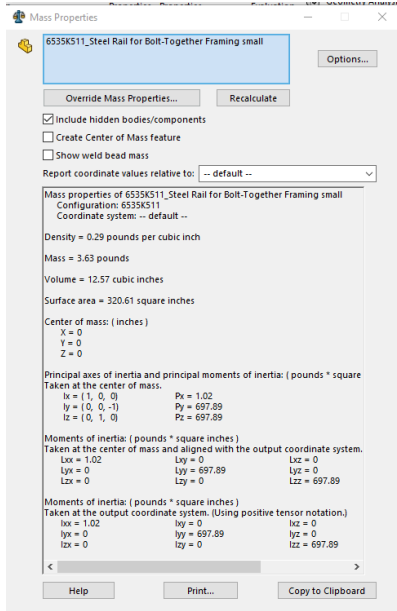 Mass Properties
6535K511_Steel Rail for Bolt-Together Framing small
Options...
Override Mass Properties...
Recalculate
Include hidden bodies/components
Create Center of Mass feature
Show weld bead mass
Report coordinate values relative to: -- default --
Mass properties of 6535K511_Steel Rail for Bolt-Together Framing small
Configuration: 6535K511
Coordinate system: -- default --
Density = 0.29 pounds per cubic inch
Mass = 3.63 pounds
Volume = 12.57 cubic inches
Surface area = 320.61 square inches
Center of mass: ( inches )
X = 0
Y = 0
Z = 0
Principal axes of inertia and principal moments of inertia: ( pounds * square
Taken at the center of mass.
Ix = ( 1, 0, 0) Px = 1.02
Iy = ( 0, 0, -1) Py = 697.89
Iz = ( 0, 1, 0) Pz = 697.89
Moments of inertia: ( pounds * square inches )
Taken at the center of mass and aligned with the output coordinate system.
Lxx = 1.02 Lxy = 0 Lxz = 0
Lyx = 0 Lyy = 697.89 Lyz = 0
Lzx = 0 Lzy = 0 Lzz = 697.89
Moments of inertia: ( pounds * square inches )
Taken at the output coordinate system. (Using positive tensor notation.)
Ixx = 1.02 Ixy = 0 Ixz = 0
Iyx = 0 Iyy = 697.89 Iyz = 0
Izx = 0 Izy = 0 Izz = 697.89
Help
Print...
Copy to Clipboard